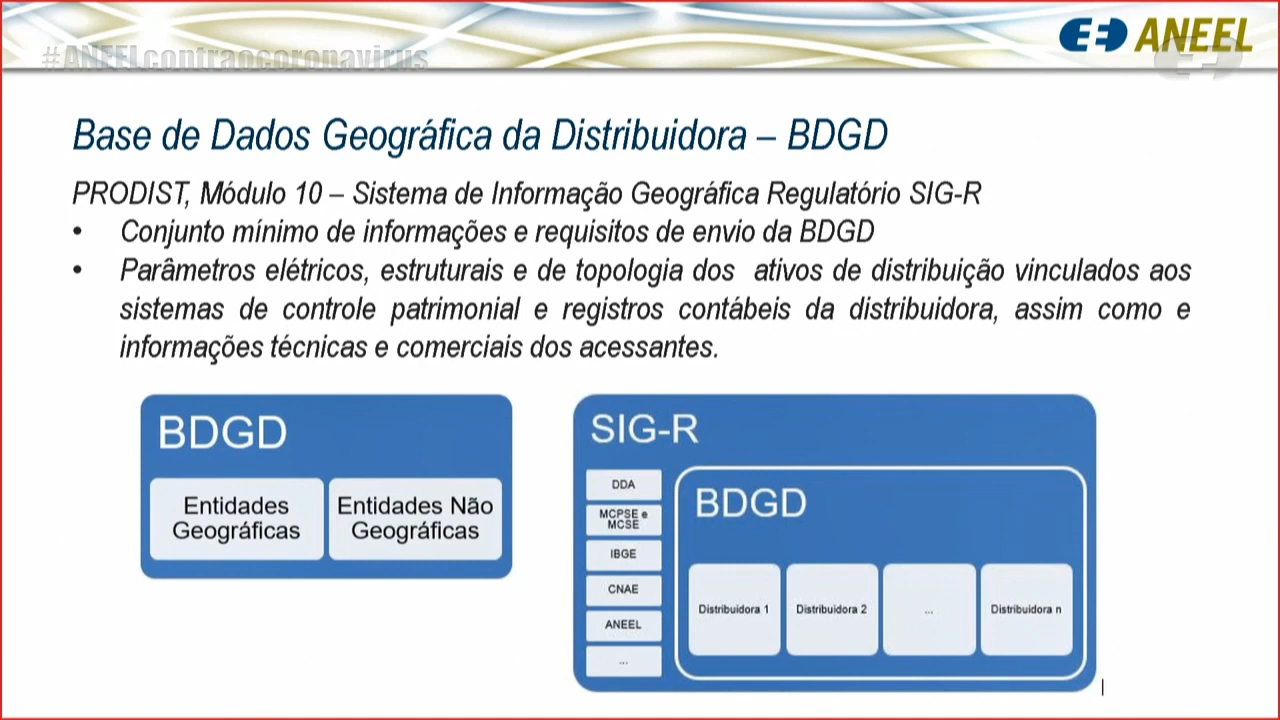 #ANEELcontraocoronavirus
ANEEL
Base de Dados Geográfica da Distribuidora – BDGD
PRODIST, Módulo 10 – Sistema de Informação Geográfica Regulatório SIG-R
• Conjunto mínimo de informações e requisitos de envio da BDGD
• Parâmetros elétricos, estruturais e de topologia dos ativos de distribuição vinculados aos
sistemas de controle patrimonial e registros contábeis da distribuidora, assim como e
informações técnicas e comerciais dos acessantes.
BDGD
Entidades
Geográficas
Entidades Não
Geográficas
SIG-R
DDA
MCPSE e
MCSE
IBGE
CNAE
ANEEL
...
BDGD
Distribuidora 1
Distribuidora 2
...
Distribuidora n